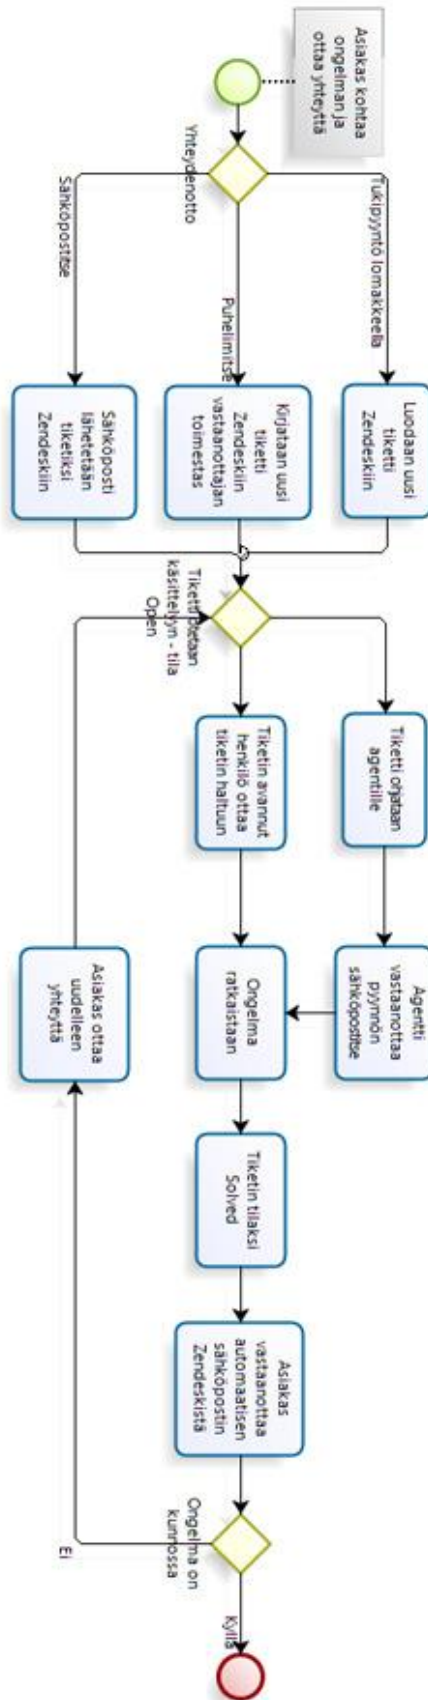 Asiakas kohtaa
ongelman ja
ottaa yhteyttä
Yhteydenotto
Tukipyyntö lomakkeella
Puhelimitse
Sähköpostitse
Luodaan uusi
tiketti
Zendeskiin
Kirjataan uusi
tiketti
Zendeskiin
vastaanottajan
toimestas
Sähköposti
lähetetään
tiketiksi
Zendeskiin
Tiketti otetaan
käsittelyyn - tila
Open
Tiketti ohjataan
agentille
Tiketin avannut
henkilö ottaa
tiketin haltuun
Agentti
vastaanottaa
pyynnön
sähköpostitse
Ongelma
ratkaistaan
Asiakas ottaa
uudelleen
yhteyttä
Tiketin tilaksi
Solved
Asiakas
vastaanottaa
automaatisen
sähköpostin
Zendeskistä
Ongelma on
kunnossa
Kyllä
Ei